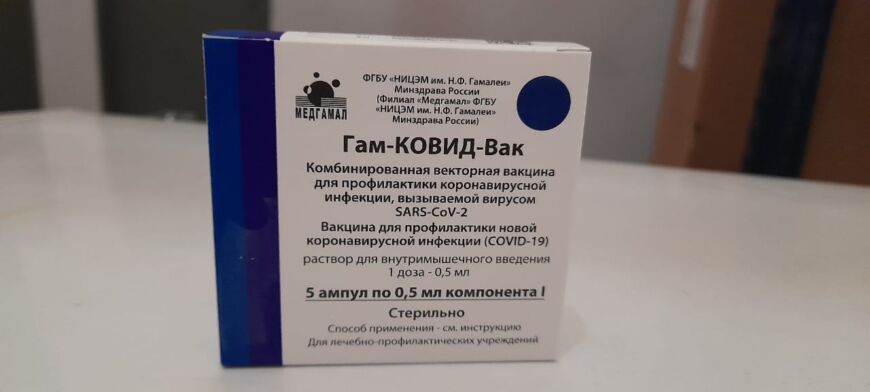 МЕДГАМАЛ
ФГБУ «НИЦЭМ им. Н.Ф. Гамалеи»
Минздрава России
(Филиал «Медгамал» ФГБУ
«НИЦЭМ им. Н.Ф. Гамалеи»
Минздрава России)
Гам-КОВИД-Вак
Комбинированная векторная вакцина
для профилактики коронавирусной
инфекции, вызываемой вирусом
SARS-CoV-2
Вакцина для профилактики новой
коронавирусной инфекции (COVID-19)
раствор для внутримышечного введения
1 доза - 0,5 мл
5 ампул по 0,5 мл компонента I
Стерильно
Способ применения - см. инструкцию
Для лечебно-профилактических учреждений